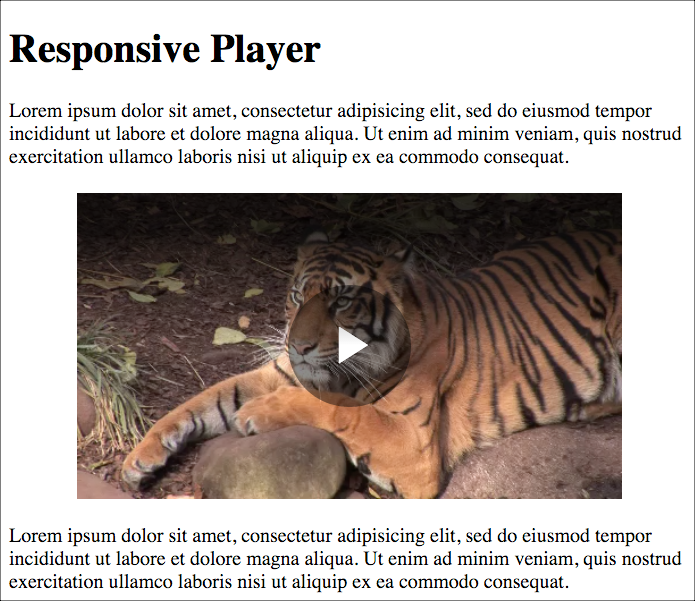 Responsive Player
Lorem ipsum dolor sit amet, consectetur adipisicing elit, sed do eiusmod tempor
incididunt ut labore et dolore magna aliqua. Ut enim ad minim veniam, quis nostrud
exercitation ullamco laboris nisi ut aliquip ex ea commodo consequat.
Lorem ipsum dolor sit amet, consectetur adipisicing elit, sed do eiusmod tempor
incididunt ut labore et dolore magna aliqua. Ut enim ad minim veniam, quis nostrud
exercitation ullamco laboris nisi ut aliquip ex ea commodo consequat.